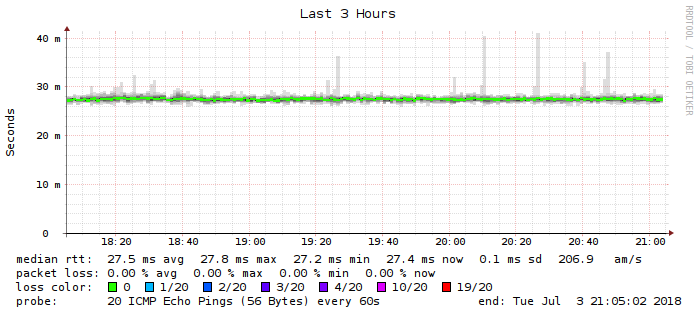 Last 3 Hours
RRDTOOL / TOBI OETIKER
Seconds
40 m
30 m
20 m
10 m
0
18:20 18:40 19:00 19:20 19:40 20:00 20:20 20:40 21:00
median rtt: 27.5 ms avg 27.8 ms max 27.2 ms min 27.4 ms now 0.1 ms sd 206.9 am/s
packet loss: 0.00 % avg 0.00 % max 0.00 % min 0.00 % now
loss color: 0 1/20 2/20 3/20 4/20 10/20 19/20
probe: 20 ICMP Echo Pings (56 Bytes) every 60s end: Tue Jul 3 21:05:02 2018